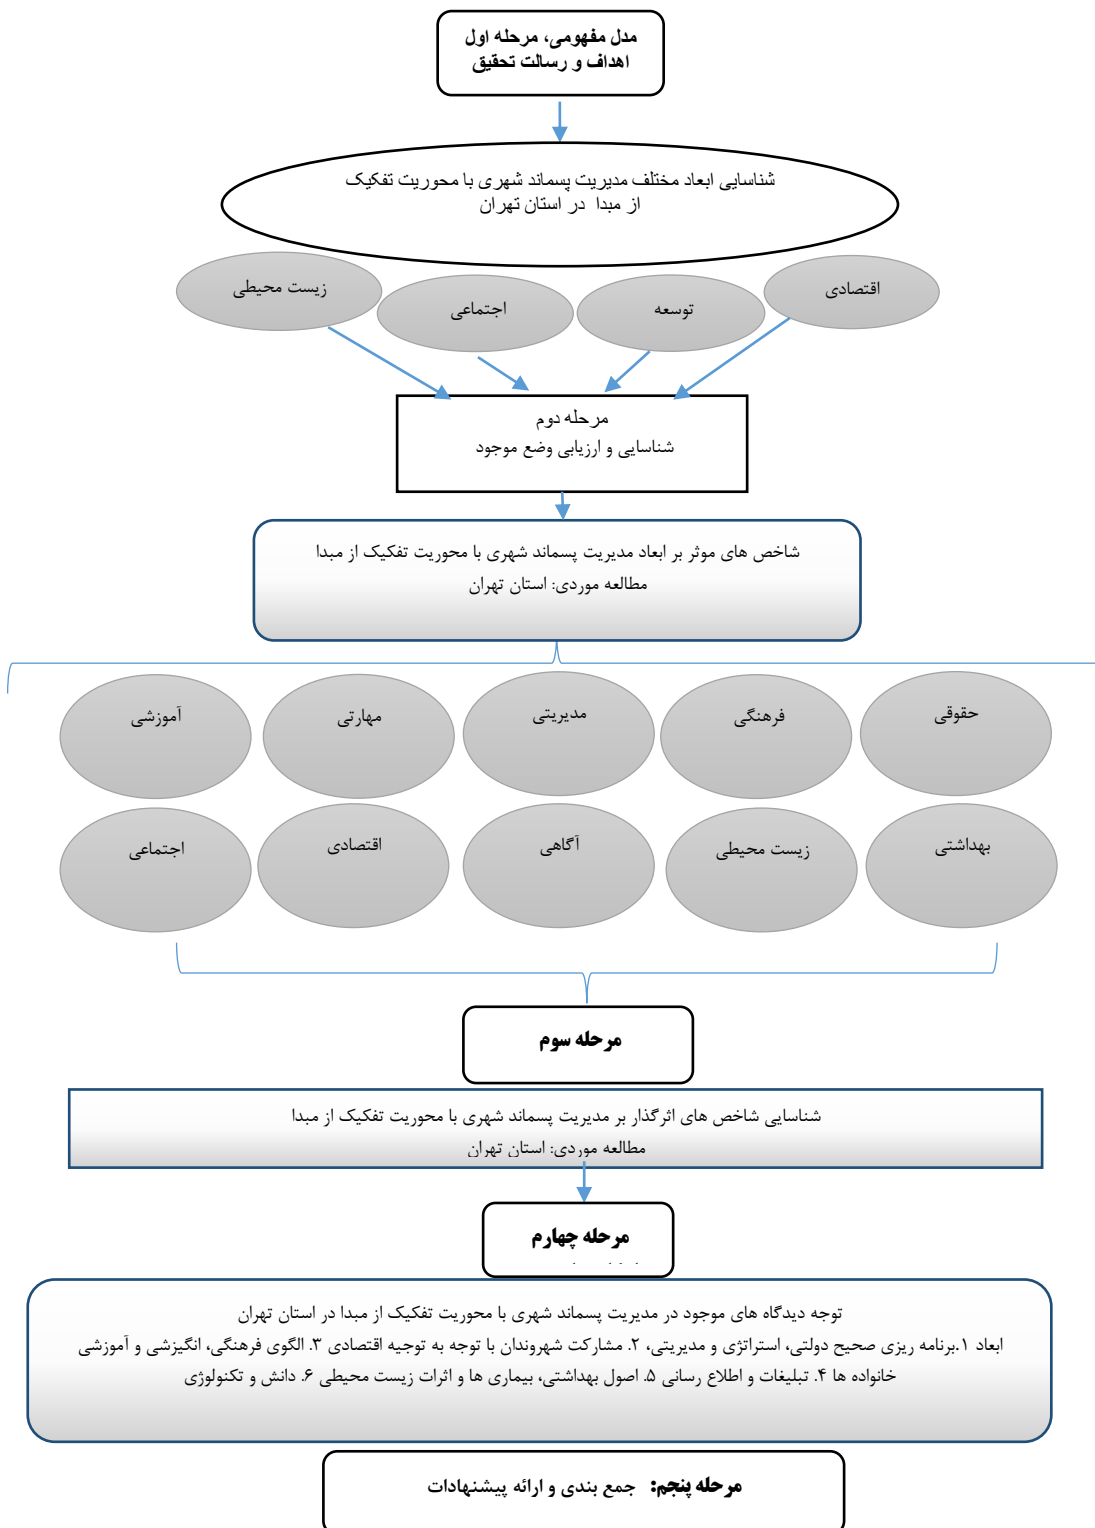 مدل مفهومی، مرحله اول
اهداف و رسالت تحقیق
شناسایی ابعاد مختلف مدیریت پسماند شهری با محوریت تفکیک
از مبدا در استان تهران
اقتصادی
توسعه
اجتماعی
زیست محیطی
مرحله دوم
شناسایی و ارزیابی وضع موجود
شاخص های موثر بر ابعاد مدیریت پسماند شهری با محوریت تفکیک از مبدا
مطالعه موردی: استان تهران
حقوقی
فرهنگی
مدیریتی
مهارتی
آموزشی
بهداشتی
زیست محیطی
آگاهی
اقتصادی
اجتماعی
مرحله سوم
شناسایی شاخص های اثرگذار بر مدیریت پسماند شهری با محوریت تفکیک از مبدا
مطالعه موردی: استان تهران
مرحله چهارم
توجه دیدگاه های موجود در مدیریت پسماند شهری با محوریت تفکیک از مبدا در استان تهران
ابعاد ۱.برنامه ریزی صحیح دولتی، استراتژی و مدیریتی، ۲. مشارکت شهروندان با توجه به توجیه اقتصادی ۳. الگوی فرهنگی، انگیزشی و آموزشی
خانواده ها ۴. تبلیغات و اطلاع رسانی ۵. اصول بهداشتی، بیماری ها و اثرات زیست محیطی ۶. دانش و تکنولوژی
مرحله پنجم: جمع بندی و ارائه پیشنهادات